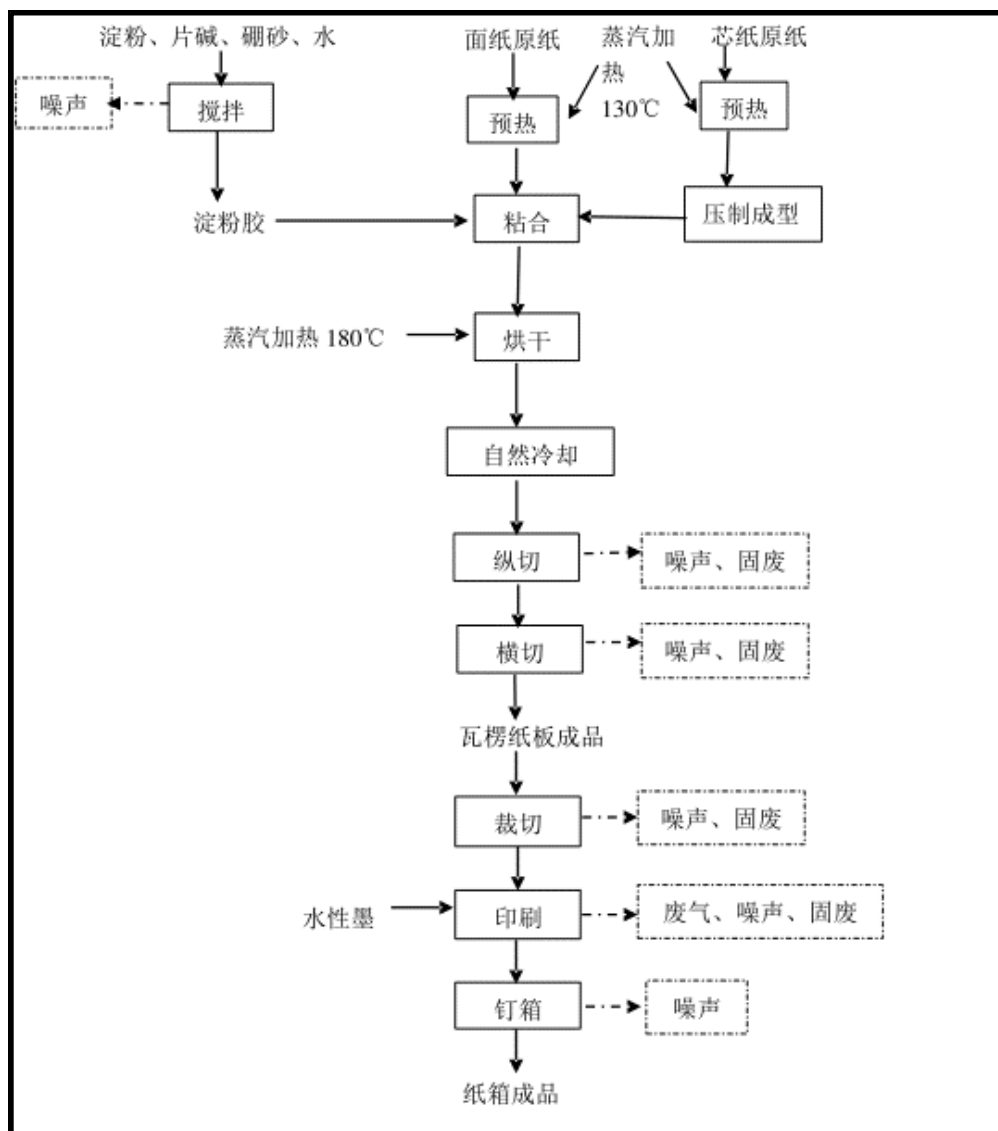 淀粉、片碱、硼砂、水
面纸原纸
蒸汽加
热
130℃
芯纸原纸
噪声
搅拌
预热
预热
淀粉胶
粘合
压制成型
蒸汽加热 180℃
烘干
自然冷却
纵切
噪声、固废
横切
噪声、固废
瓦楞纸板成品
裁切
噪声、固废
水性墨
印刷
废气、噪声、固废
钉箱
噪声
纸箱成品